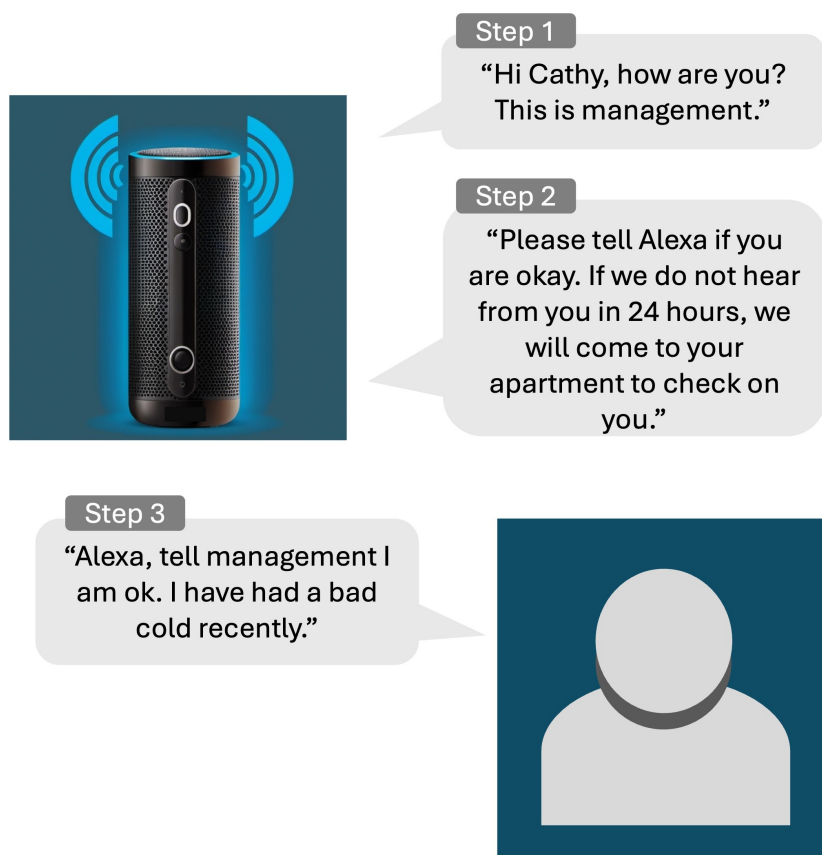 Step 1
“Hi Cathy, how are you?
This is management.”
Step 2
“Please tell Alexa if you
are okay. If we do not hear
from you in 24 hours, we
will come to your
apartment to check on
you.”
Step 3
“Alexa, tell management I
am ok. I have had a bad
cold recently.”